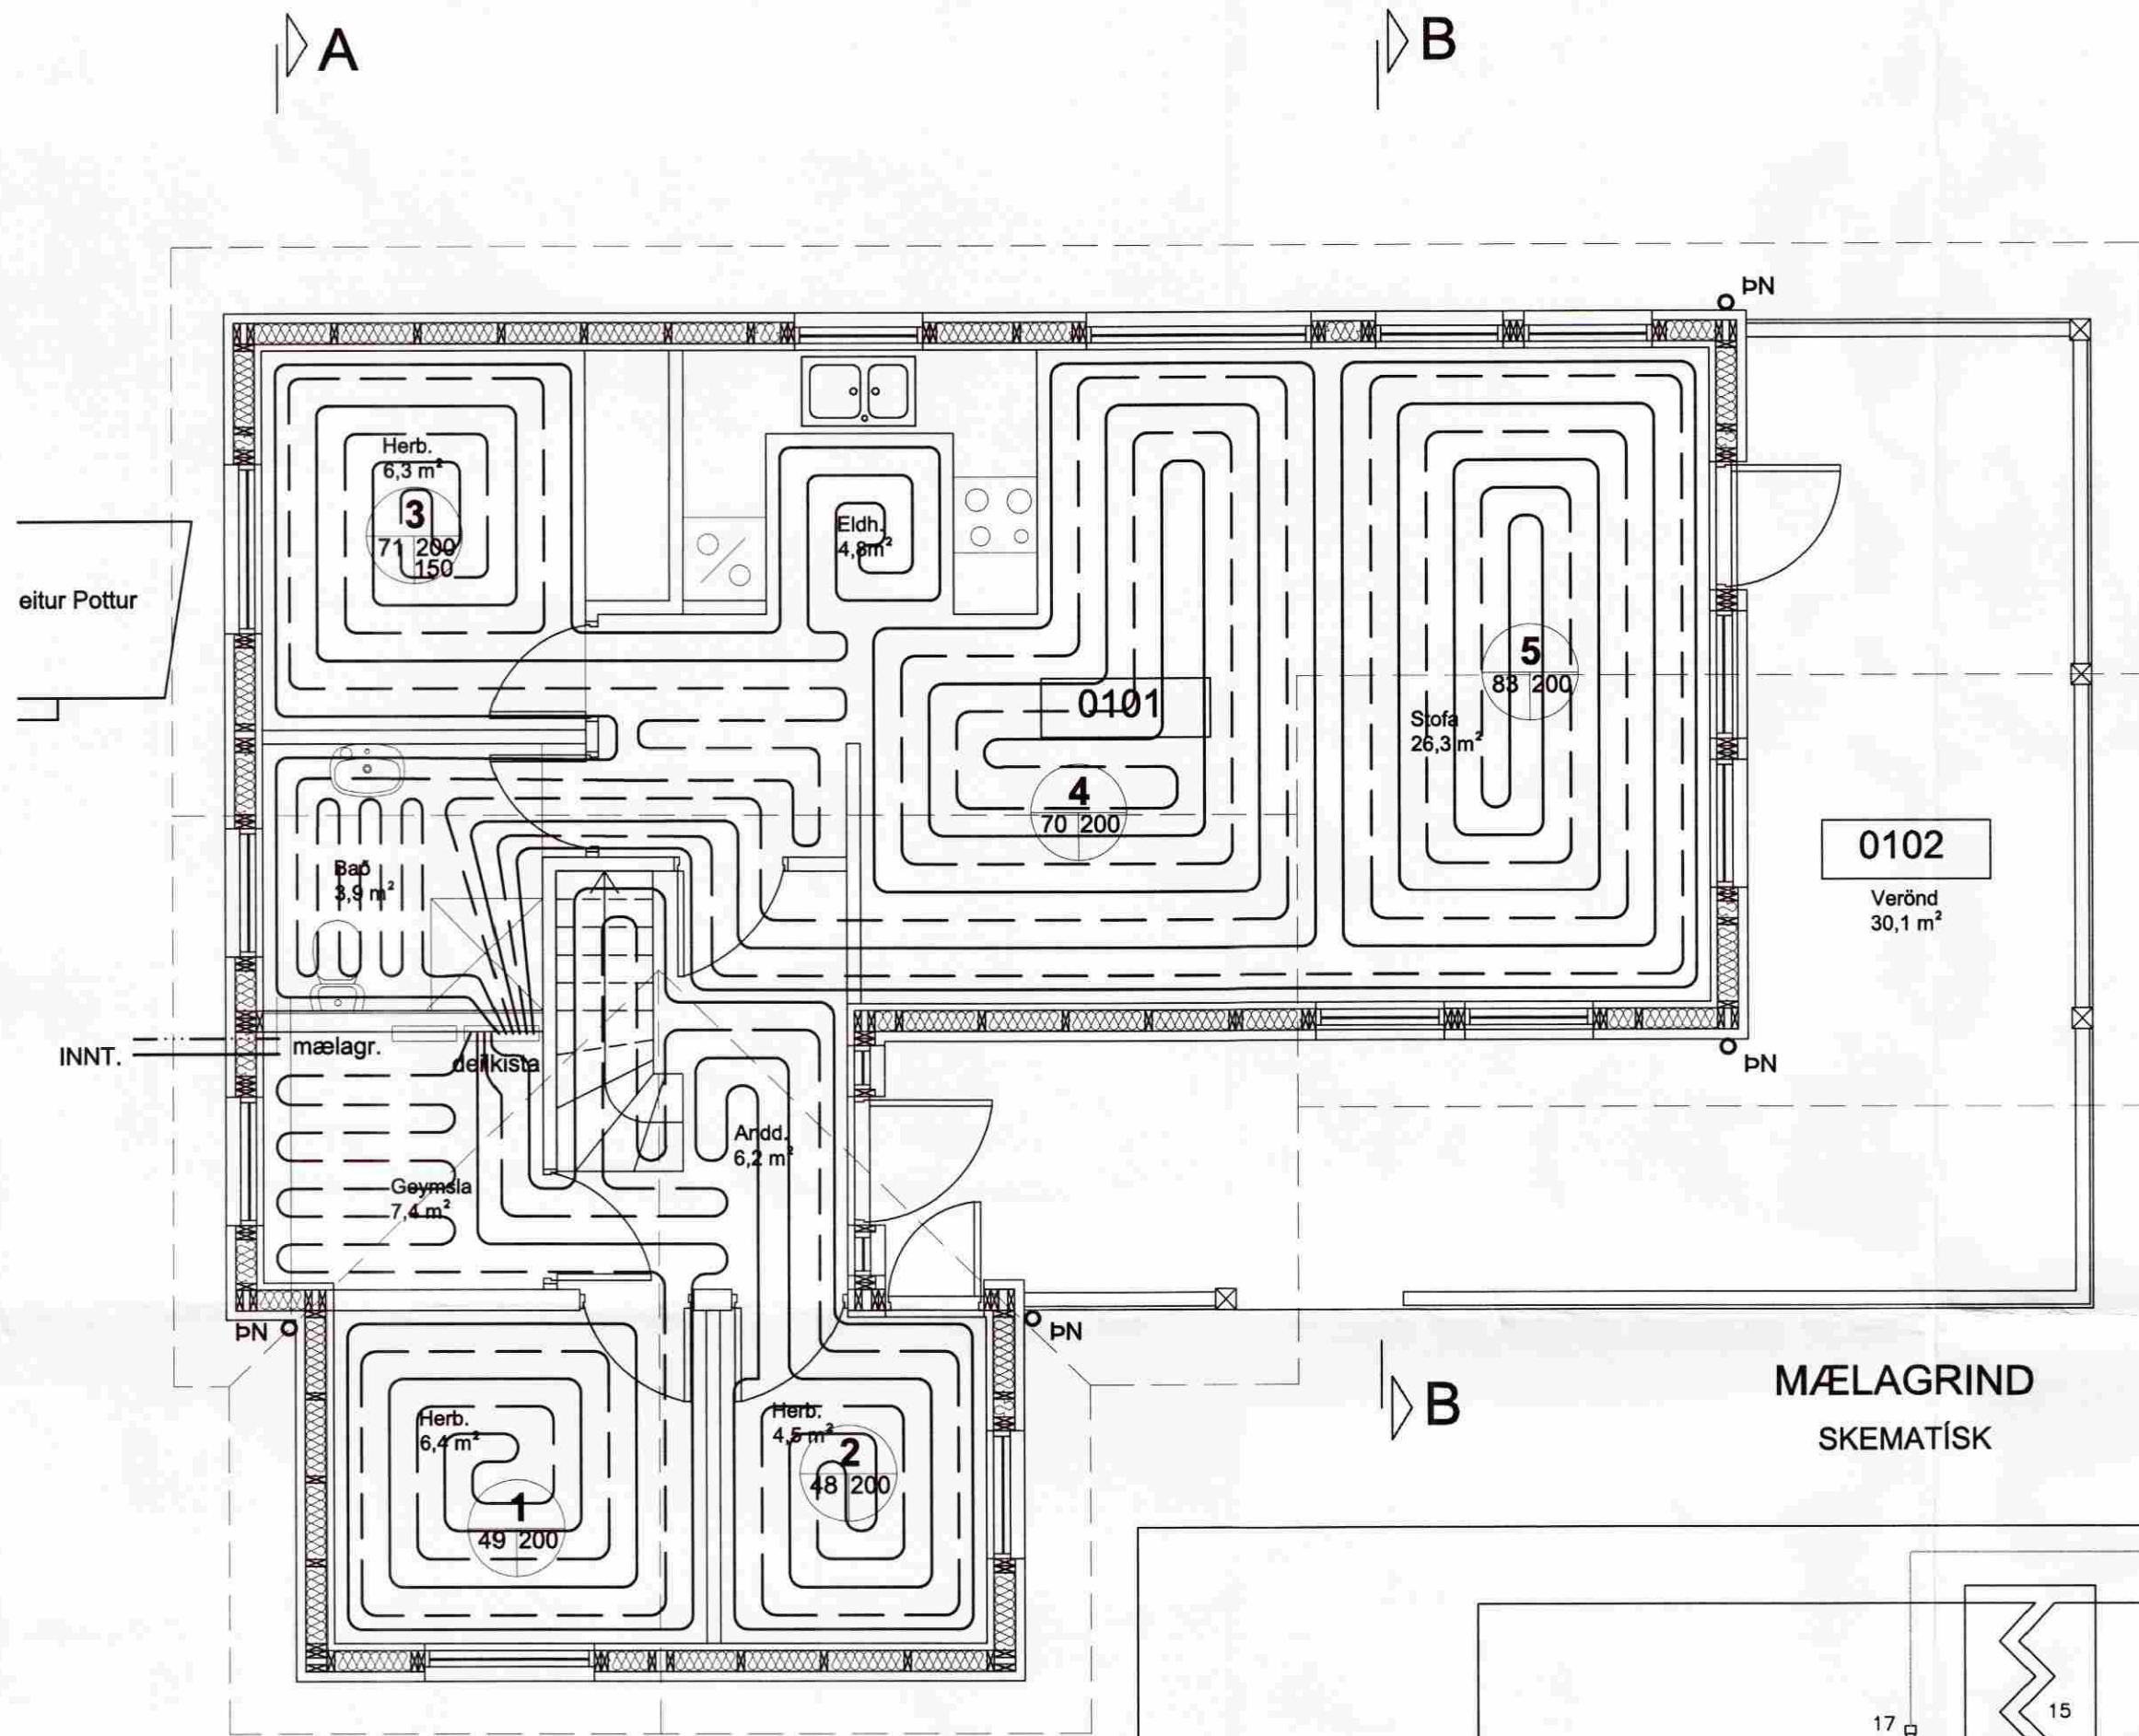 A
B
ÞN
Herb.
6,3 m²
3
71 200
150
Eldh.
4,8m²
eitur Pottur
0101
5
83 200
Stofa
26,3 m²
4
70 200
0102
Verönd
30,1 m²
Bað
3,9 m²
INNT.
mælagr.
deilkista
ÞN
Andd.
6,2 m²
Geymsla
7,4 m²
ÞN
ÞN
MÆLAGRIND
SKEMATÍSK
B
Herb.
6,4 m²
1
49 200
Herb.
4,5 m²
2
48 200
15
17